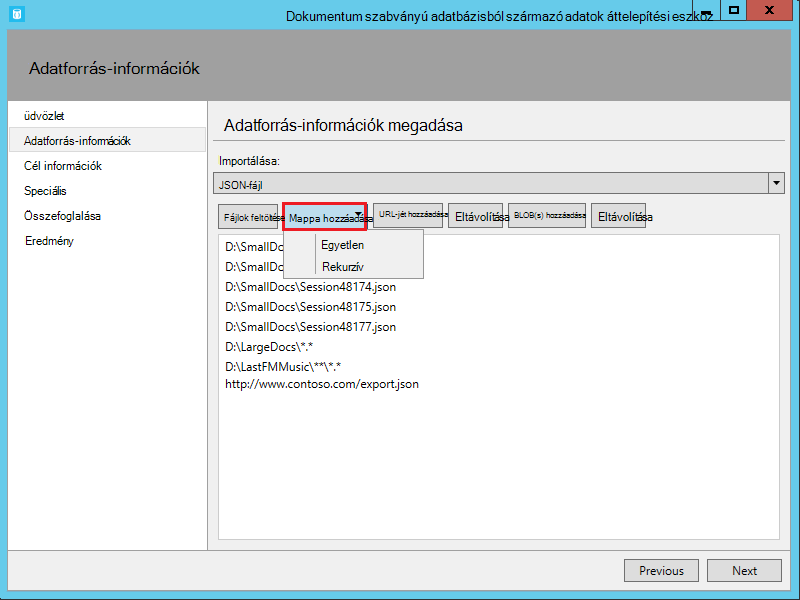 Dokumentum szabványú adatbázisból származó adatok áttelepítési eszköz
Adatforrás-információk
üdvözlet
Adatforrás-információk
Cél információk
Speciális
Összefoglalása
Eredmény
Adatforrás-információk megadása
Importálása:
JSON-fájl
Fájlok feltöltése Mappa hozzáadása URL-jét hozzáadása Eltávolítása BLOB(s) hozzáadása Eltávolítása
Egyetlen
Rekurzív
D:\SmallDo
D:\SmallDo
D:\SmallDocs\Session48174.json
D:\SmallDocs\Session48175.json
D:\SmallDocs\Session48177.json
D:\LargeDocs\*.*
D:\LastFMMusic\**\*.*
http://www.contoso.com/export.json
Previous Next